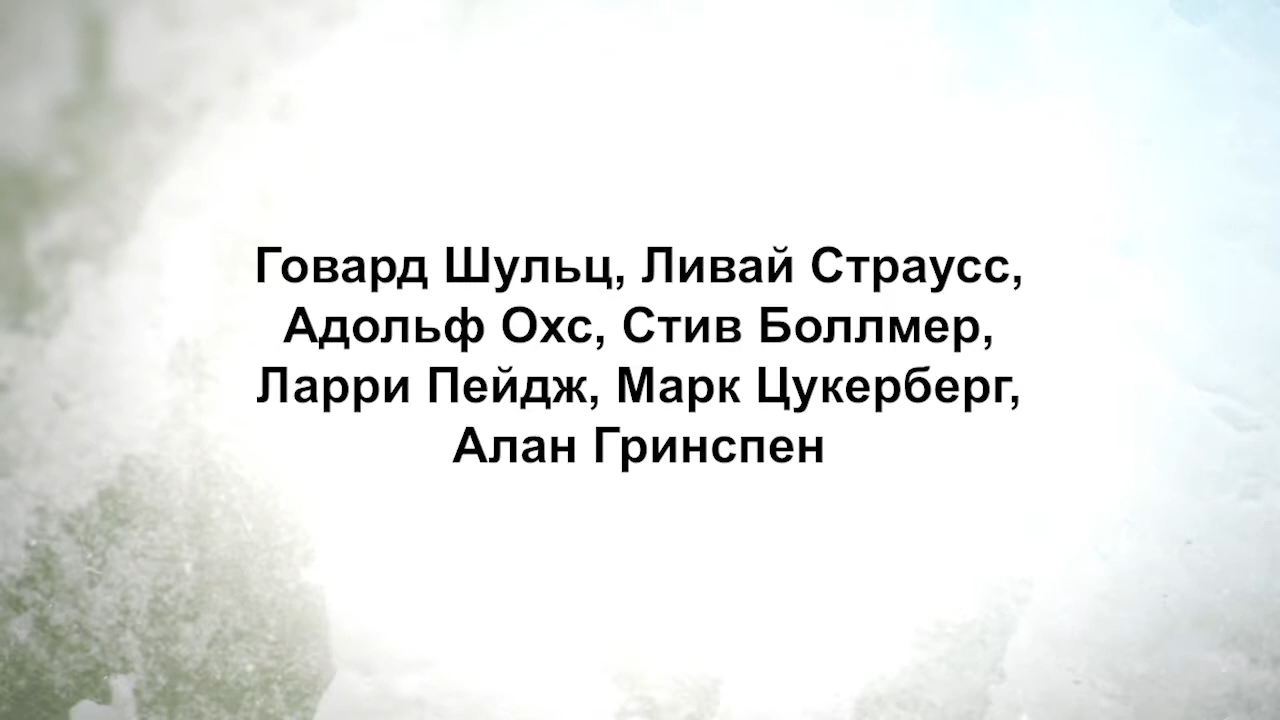 Говард Шульц, Ливай Страусс,
Адольф Охс, Стив Боллмер,
Ларри Пейдж, Марк Цукерберг,
Алан Гринспен